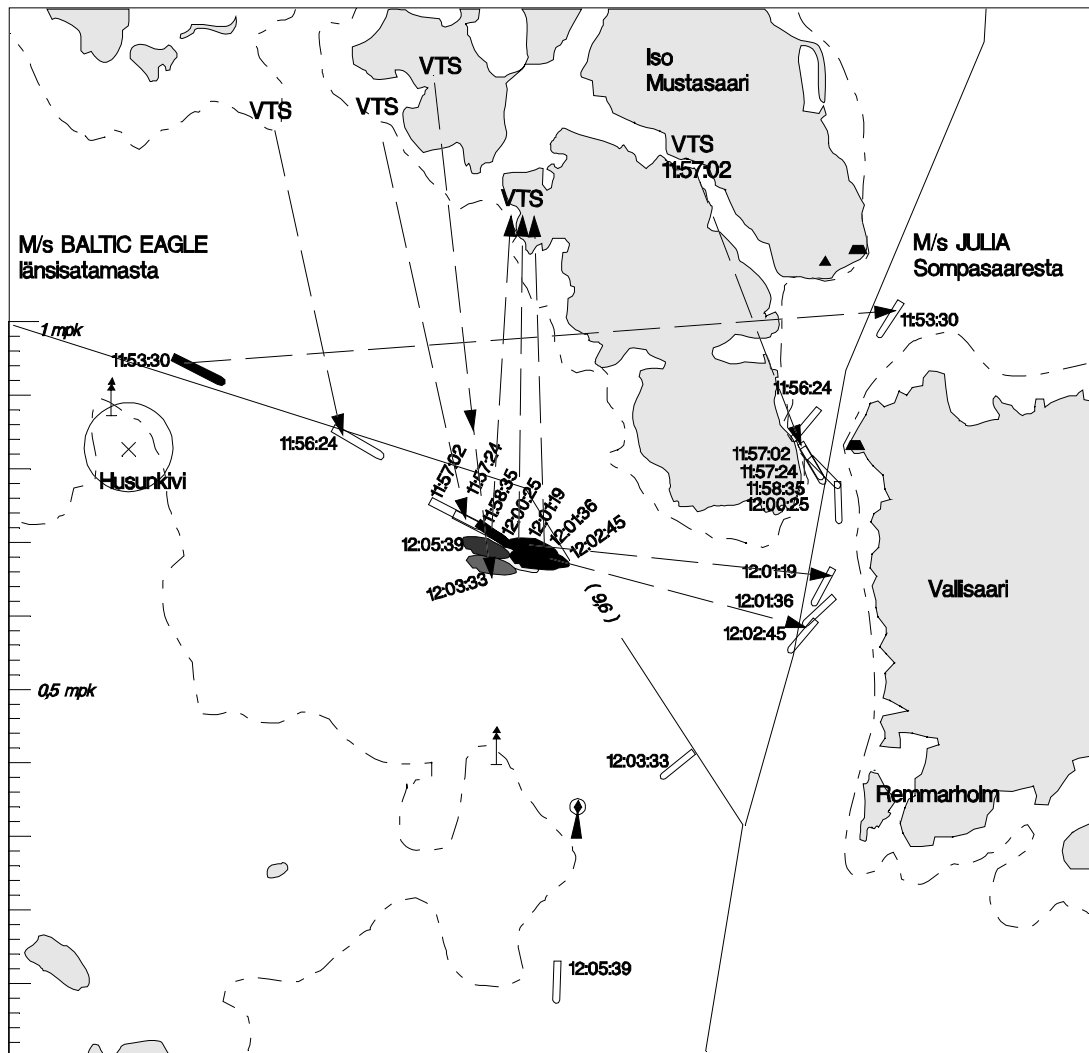 VTS
Iso
Mustasaari
VTS
VTS
VTS
11:57:02
VTS
M/s BALTIC EAGLE
länsisatamasta
M/s JULIA
Sompasaaresta
1 mpk
11:53:30
11:53:30
11:56:24
11:56:24
Husunkivi
11:57:02
11:57:24
11:58:35
12:00:25
12:01:19
12:01:36
12:02:45
11:57:02
11:57:24
11:58:35
12:00:25
12:05:39
12:03:33
12:01:19
12:01:36
12:02:45
( 9,6 )
Vallisaari
0,5 mpk
12:03:33
Remmarholm
12:05:39